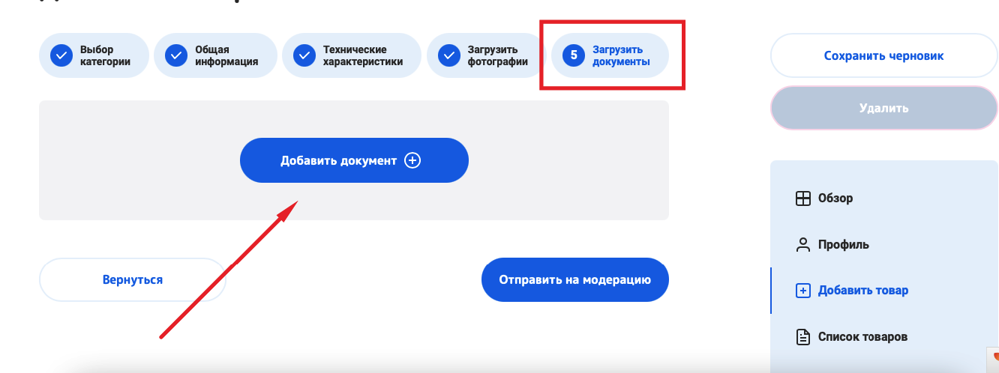 Выбор
категории
Общая
информация
Технические
характеристики
Загрузить
фотографии
5
Загрузить
документы
Добавить документ
Вернуться
Отправить на модерацию
Сохранить черновик
Удалить
Обзор
Профиль
Добавить товар
Список товаров